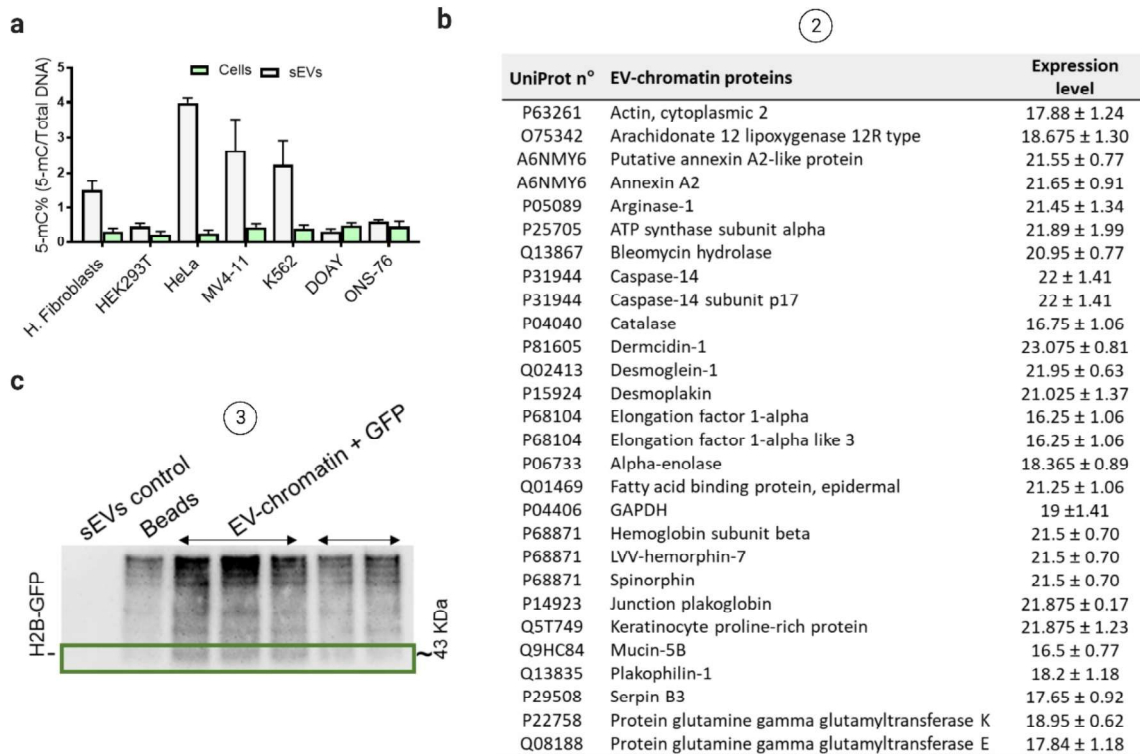 a
Cells sEVs
5-mC% (5-mC/Total DNA)
5
4
3
2
1
0
H. Fibroblasts
HEK293T
HeLa
MV4-11
K562
DOAY
ONS-76
b
2
UniProt n° EV-chromatin proteins Expression level
P63261 Actin, cytoplasmic 2 17.88 ± 1.24
O75342 Arachidonate 12 lipoxygenase 12R type 18.675 ± 1.30
A6NMY6 Putative annexin A2-like protein 21.55 ± 0.77
A6NMY6 Annexin A2 21.65 ± 0.91
P05089 Arginase-1 21.45 ± 1.34
P25705 ATP synthase subunit alpha 21.89 ± 1.99
Q13867 Bleomycin hydrolase 20.95 ± 0.77
P31944 Caspase-14 22 ± 1.41
P31944 Caspase-14 subunit p17 22 ± 1.41
P04040 Catalase 16.75 ± 1.06
P81605 Dermcidin-1 23.075 ± 0.81
Q02413 Desmoglein-1 21.95 ± 0.63
P15924 Desmoplakin 21.025 ± 1.37
P68104 Elongation factor 1-alpha 16.25 ± 1.06
P68104 Elongation factor 1-alpha like 3 16.25 ± 1.06
P06733 Alpha-enolase 18.365 ± 0.89
Q01469 Fatty acid binding protein, epidermal 21.25 ± 1.06
P04406 GAPDH 19 ±1.41
P68871 Hemoglobin subunit beta 21.5 ± 0.70
P68871 LVV-hemorphin-7 21.5 ± 0.70
P68871 Spinorphin 21.5 ± 0.70
P14923 Junction plakoglobin 21.875 ± 0.17
Q5T749 Keratinocyte proline-rich protein 21.875 ± 1.23
Q9HC84 Mucin-5B 16.5 ± 0.77
Q13835 Plakophilin-1 18.2 ± 1.18
P29508 Serpin B3 17.65 ± 0.92
P22758 Protein glutamine gamma glutamyltransferase K 18.95 ± 0.62
Q08188 Protein glutamine gamma glutamyltransferase E 17.84 ± 1.18
c
3
sEVs control
Beads
EV-chromatin + GFP
H2B-GFP
-
~43 KDa